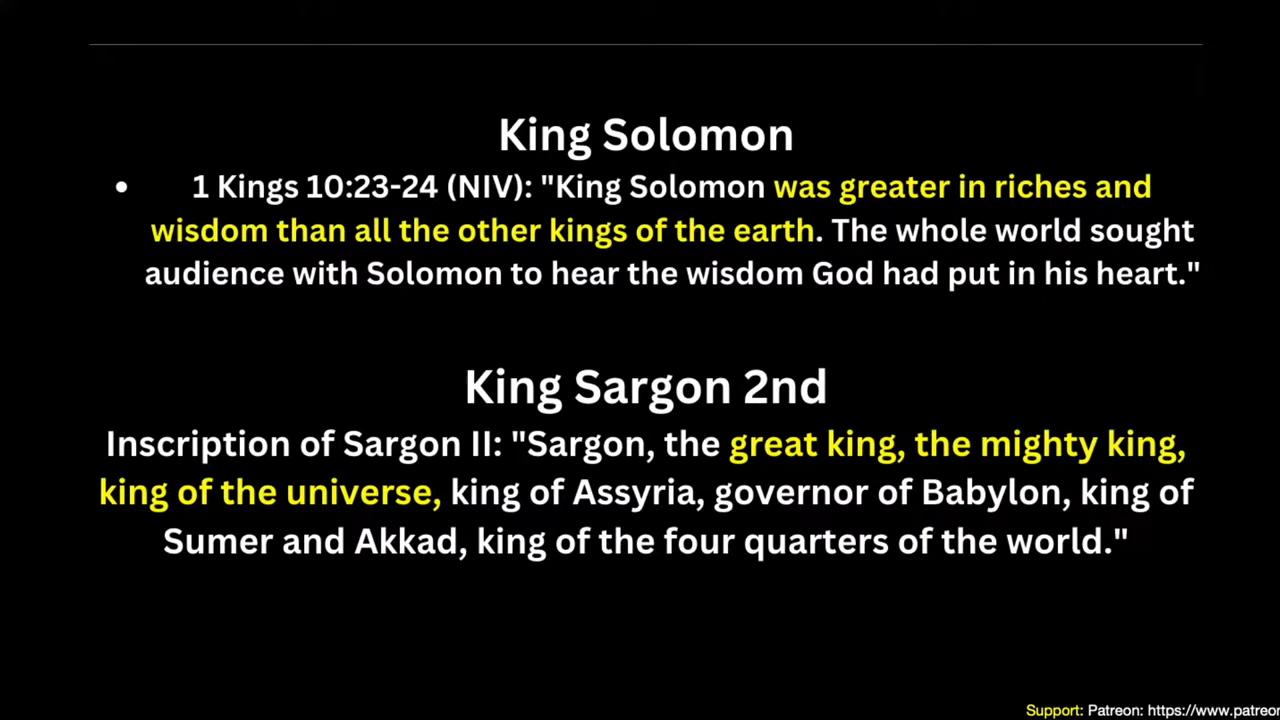 King Solomon
• 1 Kings 10:23-24 (NIV): "King Solomon was greater in riches and
wisdom than all the other kings of the earth. The whole world sought
audience with Solomon to hear the wisdom God had put in his heart."
King Sargon 2nd
Inscription of Sargon II: "Sargon, the great king, the mighty king,
king of the universe, king of Assyria, governor of Babylon, king of
Sumer and Akkad, king of the four quarters of the world."
Support: Patreon: https://www.patreon